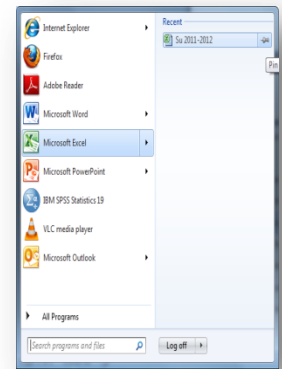 Internet Explorer
Firefox
Adobe Reader
Microsoft Word
Microsoft Excel
Microsoft PowerPoint
IBM SPSS Statistics 19
VLC media player
Microsoft Outlook
All Programs
Search programs and files
Log off
Recent
Su 2011-2012
Pin